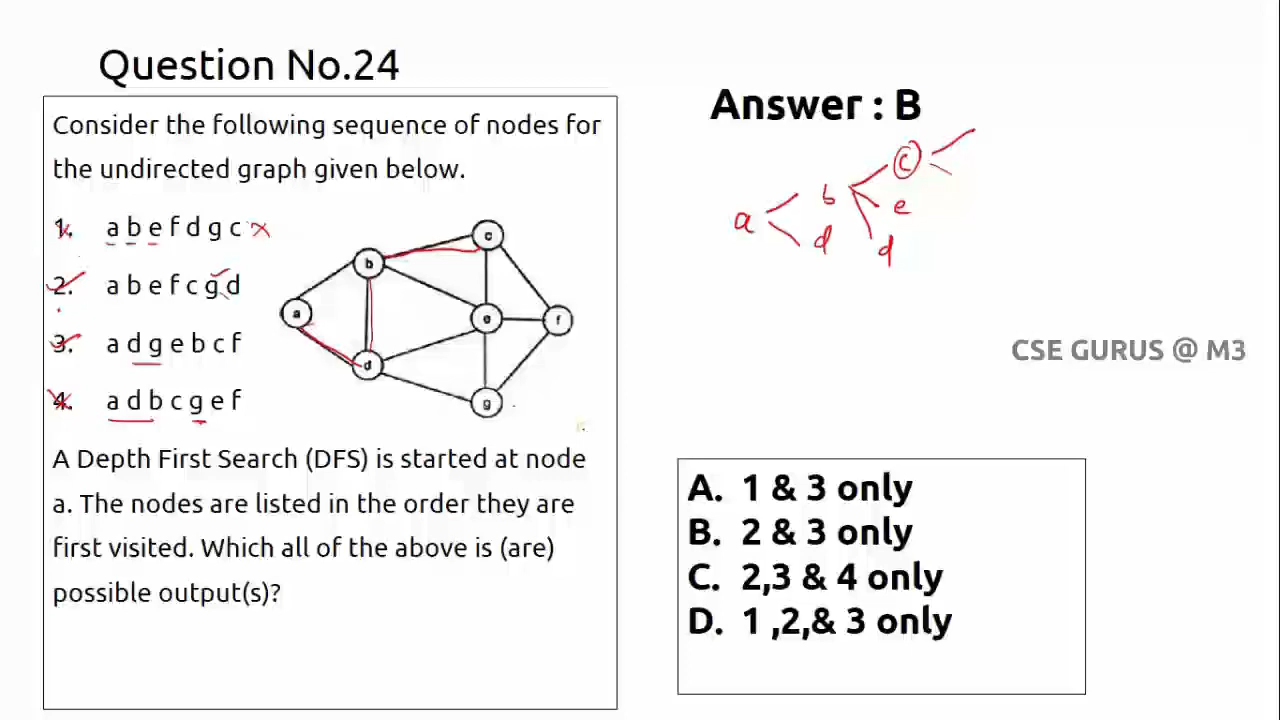 Question No.24
Consider the following sequence of nodes for
the undirected graph given below.
1. a b e f d g c
2. a b e f c g d
3. a d g e b c f
4. a d b c g e f
a
b
c
d
e
f
g
A Depth First Search (DFS) is started at node
a. The nodes are listed in the order they are
first visited. Which all of the above is (are)
possible output(s)?
Answer : B
a
b
d
c
e
d
CSE GURUS @ M3
A. 1 & 3 only
B. 2 & 3 only
C. 2,3 & 4 only
D. 1 ,2,& 3 only